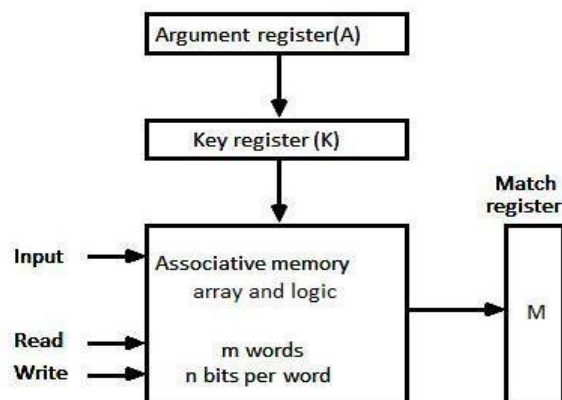 Argument register(A)
Key register (K)
Match
register
Input
Associative memory
array and logic
M
Read
m words
Write
n bits per word